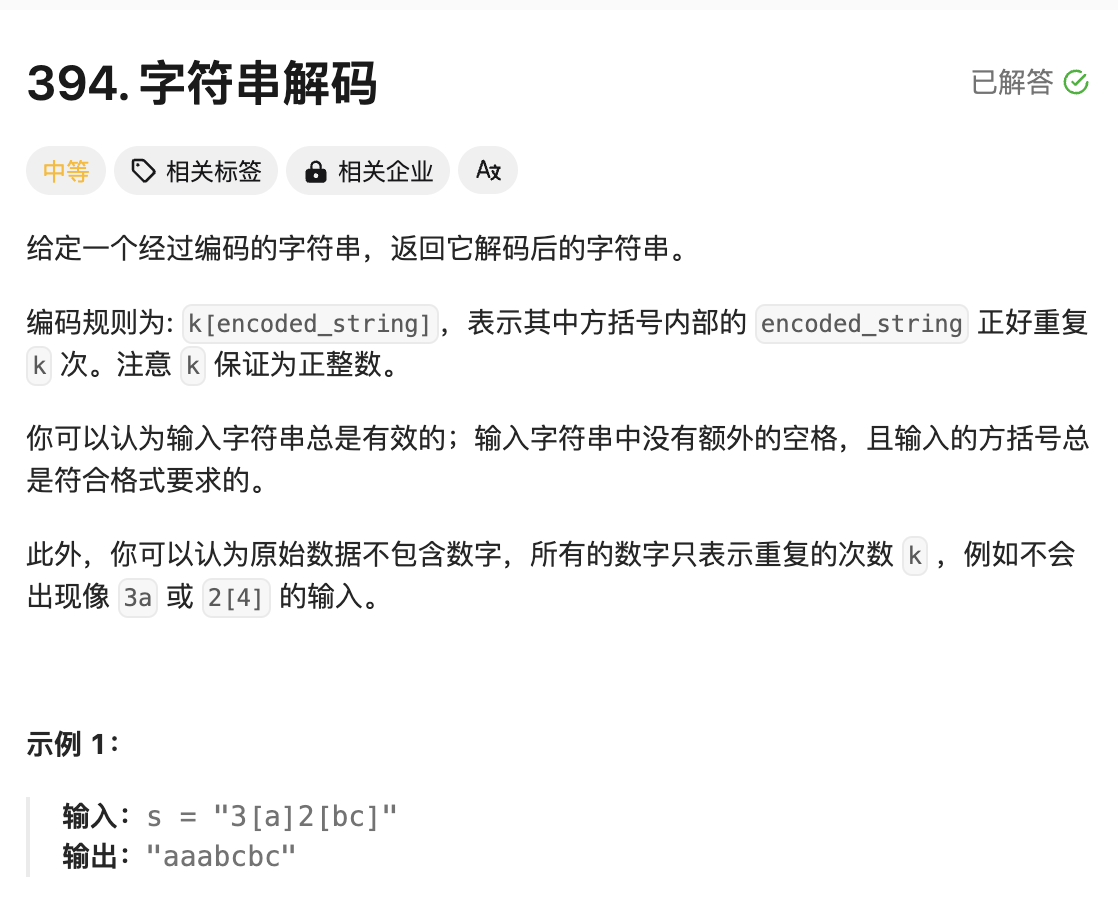 394. 字符串解码
已解答
中等
相关标签
相关企业
给定一个经过编码的字符串，返回它解码后的字符串。
编码规则为: k[encoded_string]，表示其中方括号内部的 encoded_string 正好重复
k 次。注意 k 保证为正整数。
你可以认为输入字符串总是有效的；输入字符串中没有额外的空格，且输入的方括号总
是符合格式要求的。
此外，你可以认为原始数据不包含数字，所有的数字只表示重复的次数 k ，例如不会
出现像 3a 或 2[4] 的输入。
示例 1：
输入：s = "3[a]2[bc]"
输出："aaabcbc"